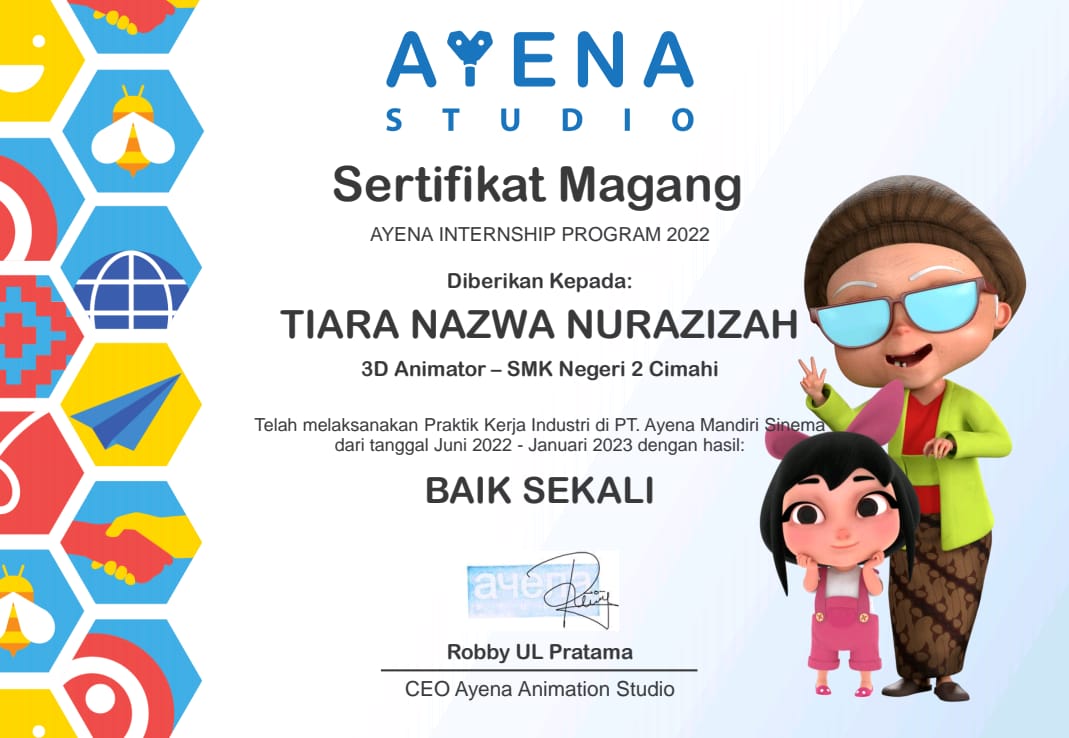 AYENA
STUDIO
Sertifikat Magang
AYENA INTERNSHIP PROGRAM 2022
Diberikan Kepada:
TIARA NAZWA NURAZIZAH
3D Animator – SMK Negeri 2 Cimahi
Telah melaksanakan Praktik Kerja Industri di PT. Ayena Mandiri Sinema
dari tanggal Juni 2022 - Januari 2023 dengan hasil:
BAIK SEKALI
ayena
Robby UL Pratama
CEO Ayena Animation Studio